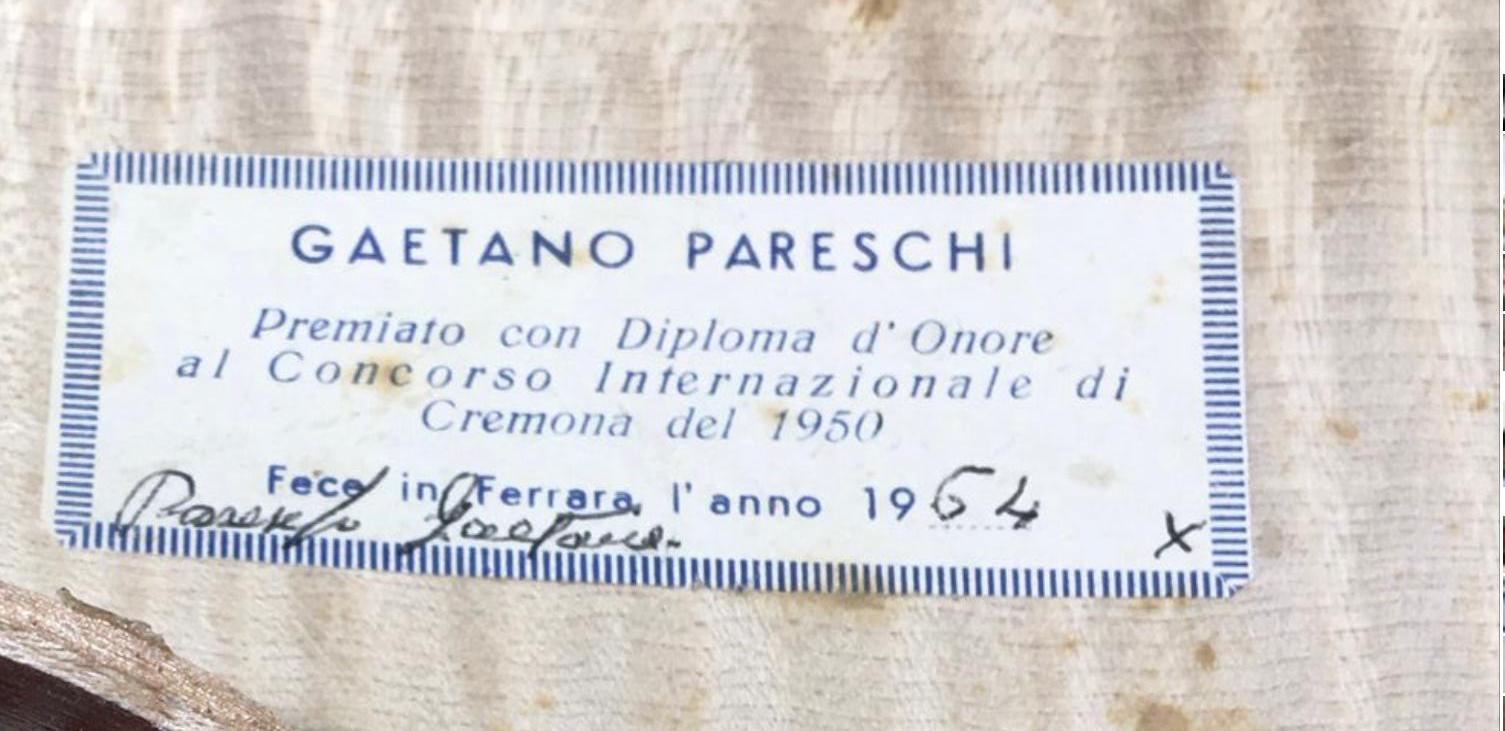 GAETANO PARESCHI
Premiato con Diploma d'Onore
al Concorso Internazionale di
Cremona del 1950
Fece in Ferrara l'anno 1964
Pareschi Gaetano.
X